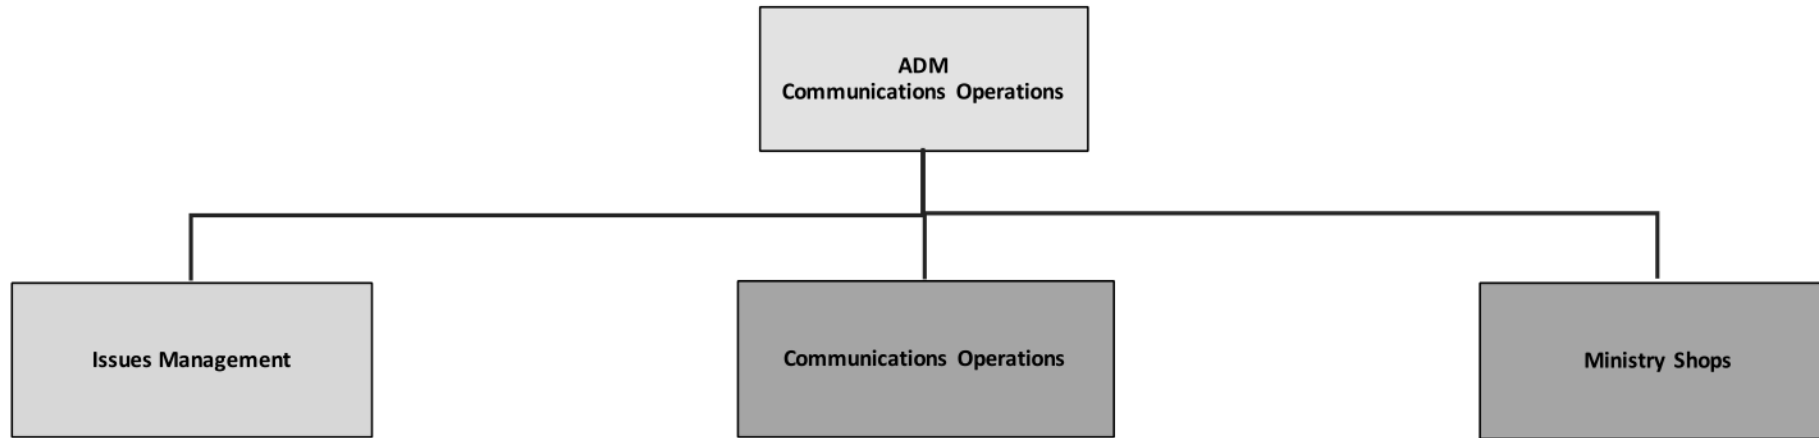 ADM
Communications Operations
Issues Management
Communications Operations
Ministry Shops